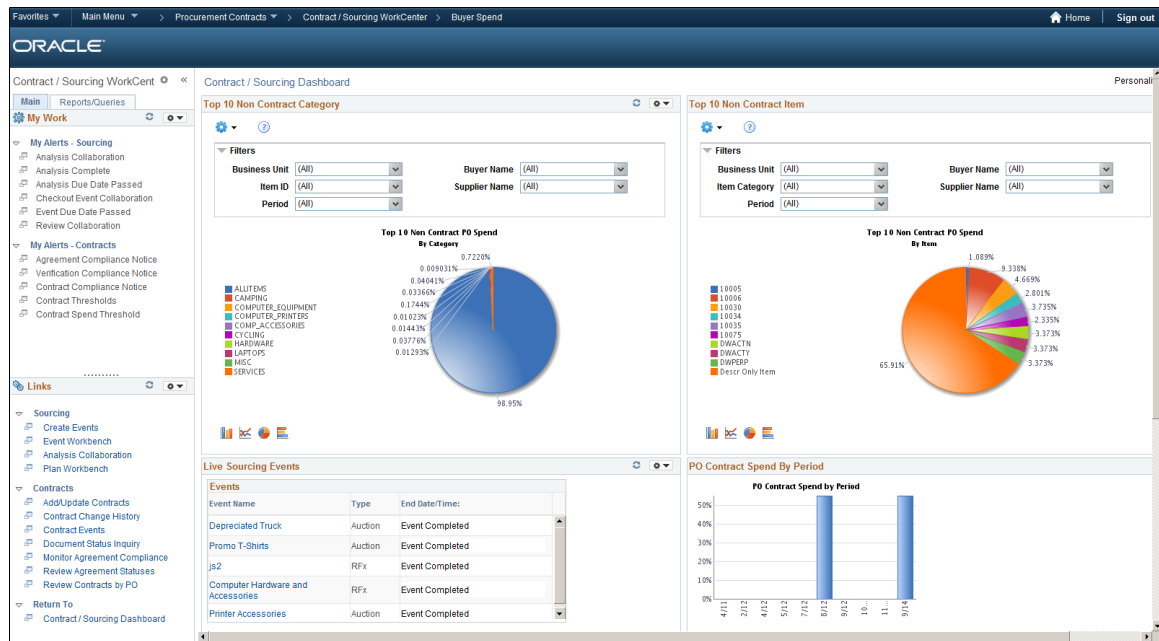 Favorites Main Menu > Procurement Contracts > Contract / Sourcing WorkCenter > Buyer Spend Home Sign out
ORACLE
Contract / Sourcing WorkCent «
Main Reports/Queries
My Work
My Alerts - Sourcing
Analysis Collaboration
Analysis Complete
Analysis Due Date Passed
Checkout Event Collaboration
Event Due Date Passed
Review Collaboration
My Alerts - Contracts
Agreement Compliance Notice
Verification Compliance Notice
Contract Compliance Notice
Contract Thresholds
Contract Spend Threshold
Links
Sourcing
Create Events
Event Workbench
Analysis Collaboration
Plan Workbench
Contracts
Add/Update Contracts
Contract Change History
Contract Events
Document Status Inquiry
Monitor Agreement Compliance
Review Agreement Statuses
Review Contracts by PO
Return To
Contract / Sourcing Dashboard
Contract / Sourcing Dashboard Personali
Top 10 Non Contract Category
Filters
Business Unit (All) Buyer Name (All)
Item ID (All) Supplier Name (All)
Period (All)
Top 10 Non Contract PO Spend
By Category
0.7220%
0.009031%
0.04041%
0.03366%
0.1744%
0.01023%
0.01443%
0.03776%
0.01293%
98.95%
ALLITEMS
CAMPING
COMPUTER_EQUIPMENT
COMPUTER_PRINTERS
COMP_ACCESSORIES
CYCLING
HARDWARE
LAPTOPS
MISC
SERVICES
Top 10 Non Contract Item
Filters
Business Unit (All) Buyer Name (All)
Item Category (All) Supplier Name (All)
Period (All)
Top 10 Non Contract PO Spend
By Item
1.089%
9.338%
4.669%
2.801%
3.735%
2.335%
3.373%
3.373%
3.373%
65.91%
10005
10006
10030
10034
10035
10075
DWACTN
DWACTY
DWPERP
Descr Only Item
Live Sourcing Events
Events
Event Name Type End Date/Time:
Depreciated Truck Auction Event Completed
Promo T-Shirts Auction Event Completed
js2 RFx Event Completed
Computer Hardware and
Accessories RFx Event Completed
Printer Accessories Auction Event Completed
PO Contract Spend By Period
PO Contract Spend by Period
50%
40%
30%
20%
10%
0%
4/11 2/12 4/12 5/12 7/12 8/12 9/12 10... 11... 9/14